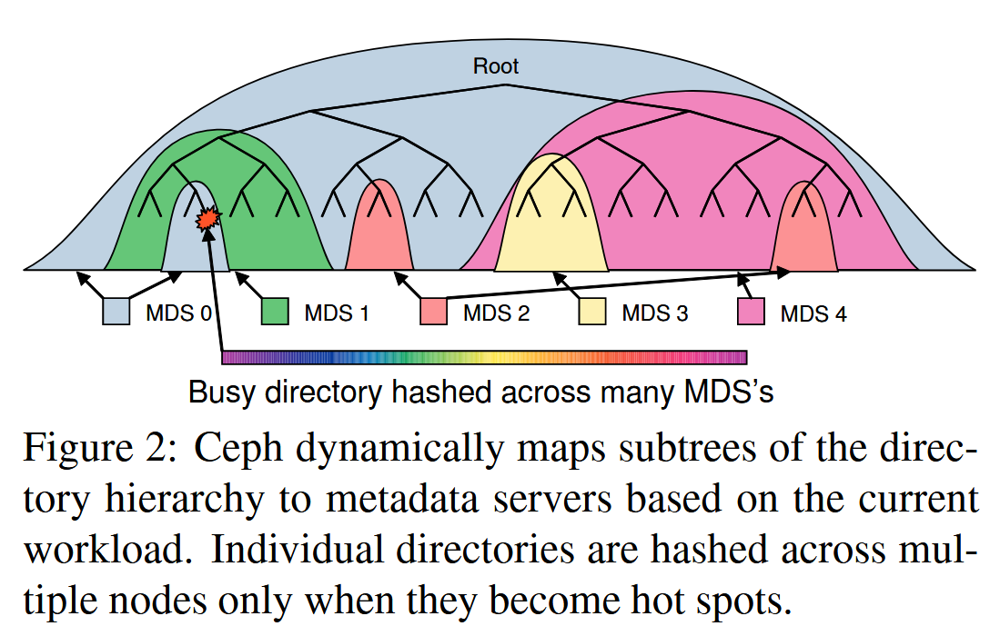 Root
MDS 0
MDS 1
MDS 2
MDS 3
MDS 4
Busy directory hashed across many MDS’s
Figure 2: Ceph dynamically maps subtrees of the direc-
tory hierarchy to metadata servers based on the current
workload. Individual directories are hashed across mul-
tiple nodes only when they become hot spots.